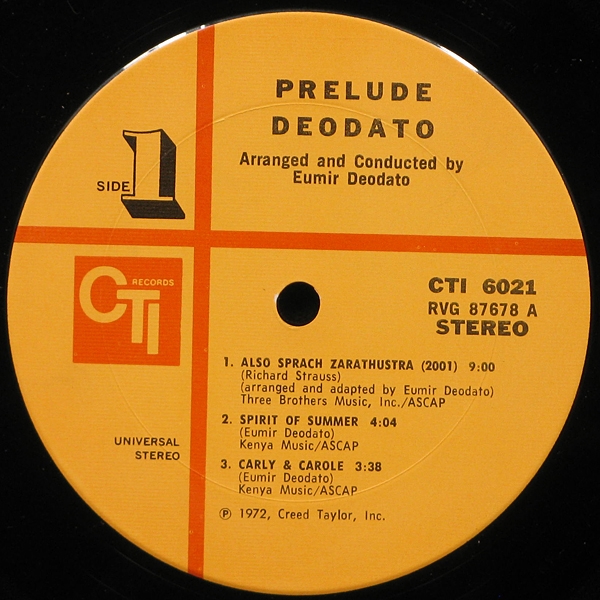 PRELUDE
DEODATO
Arranged and Conducted by
Eumir Deodato
SIDE 1
CTI RECORDS
CTI 6021
RVG 87678 A
STEREO
1. ALSO SPRACH ZARATHUSTRA (2001) 9:00
(Richard Strauss)
(arranged and adapted by Eumir Deodato)
Three Brothers Music, Inc./ASCAP
2. SPIRIT OF SUMMER 4:04
(Eumir Deodato)
Kenya Music/ASCAP
3. CARLY & CAROLE 3:38
(Eumir Deodato)
Kenya Music/ASCAP
UNIVERSAL
STEREO
℗ 1972, Creed Taylor, Inc.